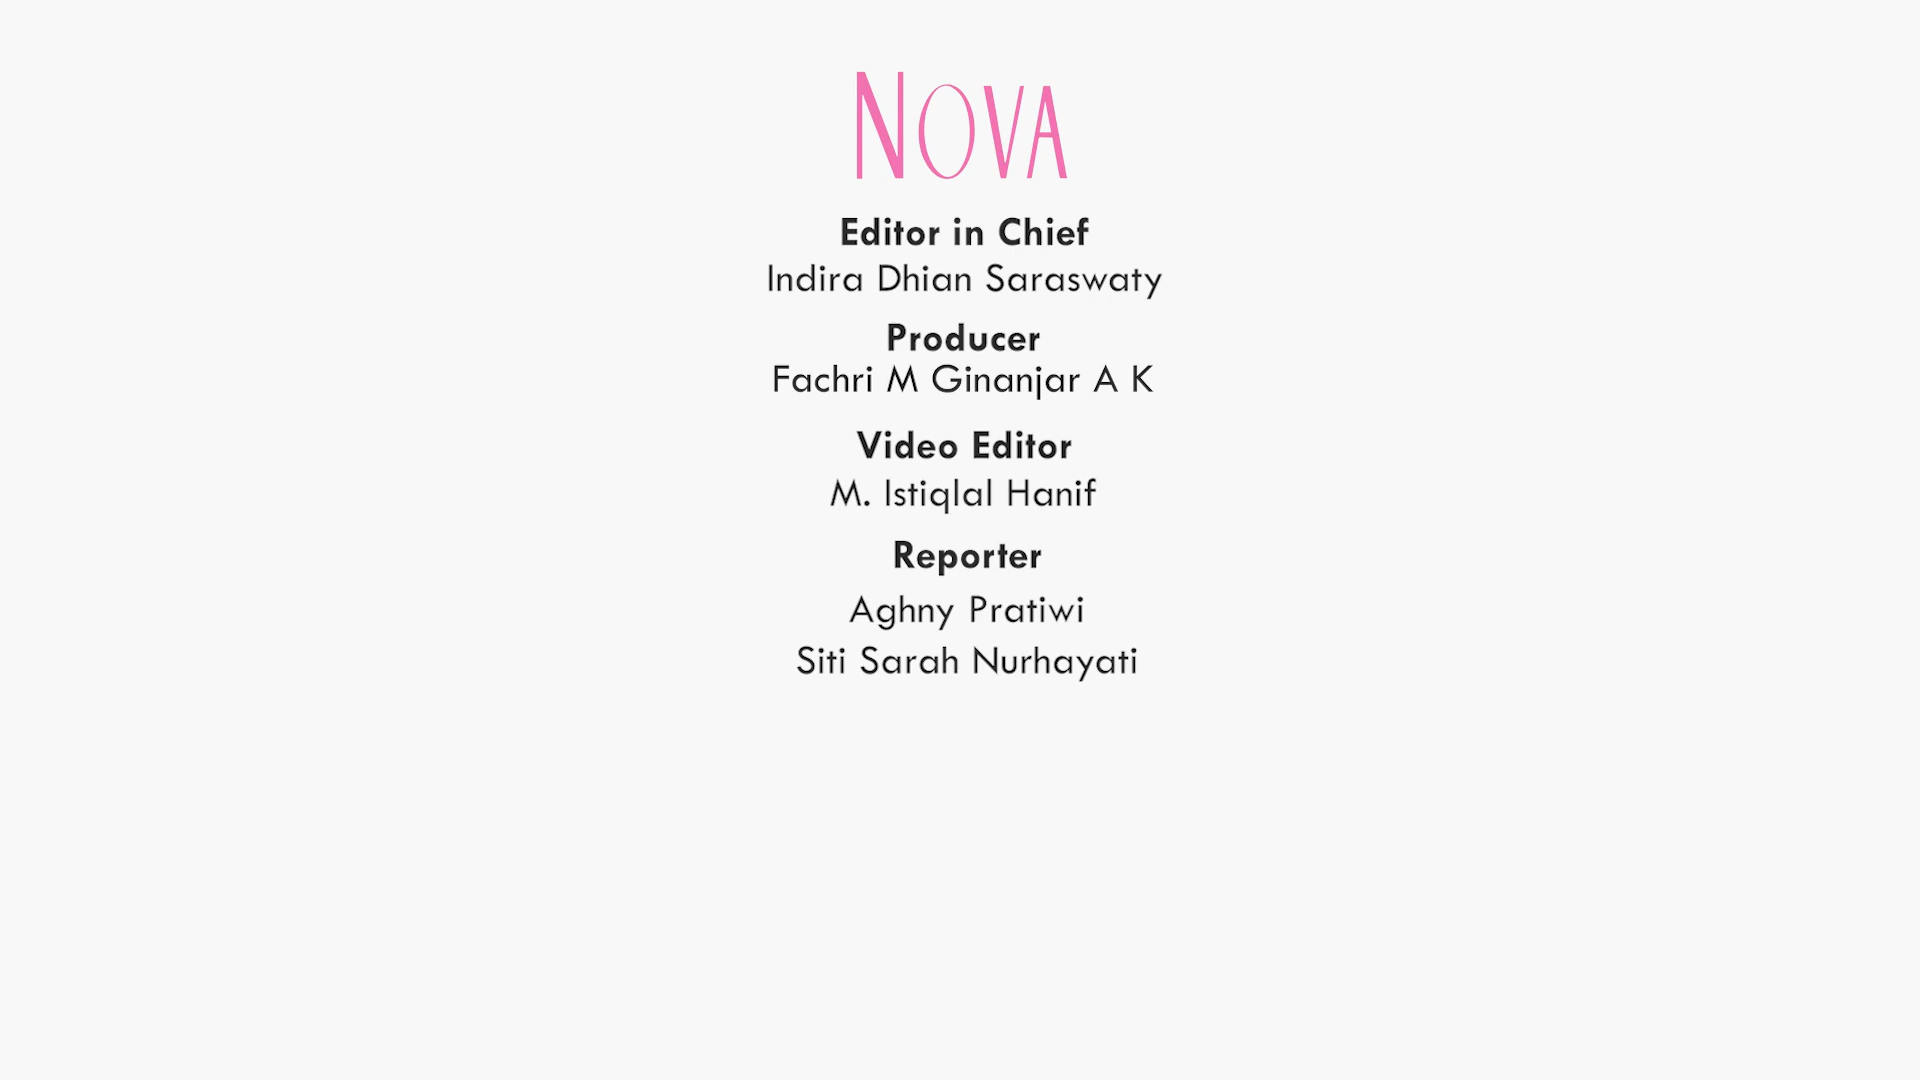 NOVA
Editor in Chief
Indira Dhian Saraswaty
Producer
Fachri M Ginanjar A K
Video Editor
M. Istiqlal Hanif
Reporter
Aghny Pratiwi
Siti Sarah Nurhayati